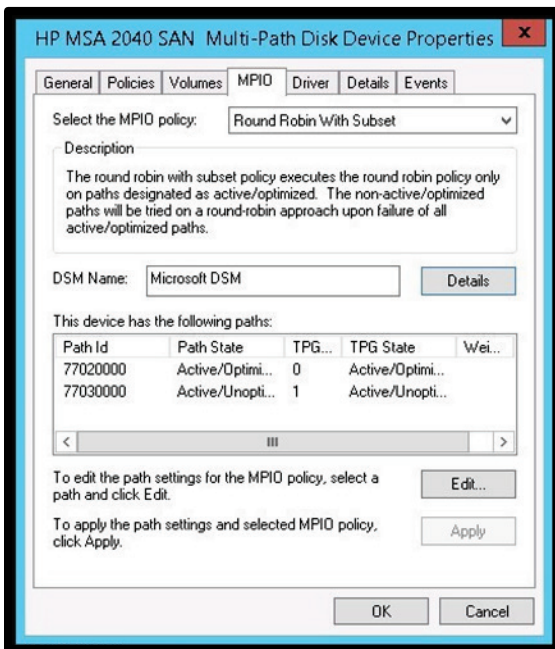 HP MSA 2040 SAN Multi-Path Disk Device Properties
x
General Policies Volumes MPIO Driver Details Events
Select the MPIO policy: Round Robin With Subset
Description
The round robin with subset policy executes the round robin policy only
on paths designated as active/optimized. The non-active/optimized
paths will be tried on a round-robin approach upon failure of all
active/optimized paths.
DSM Name: Microsoft DSM Details
This device has the following paths:
Path Id Path State TPG... TPG State Wei...
77020000 Active/Optimi... 0 Active/Optimi...
77030000 Active/Unopti... 1 Active/Unopti...
To edit the path settings for the MPIO policy, select a
path and click Edit.
Edit...
To apply the path settings and selected MPIO policy,
click Apply.
Apply
OK Cancel